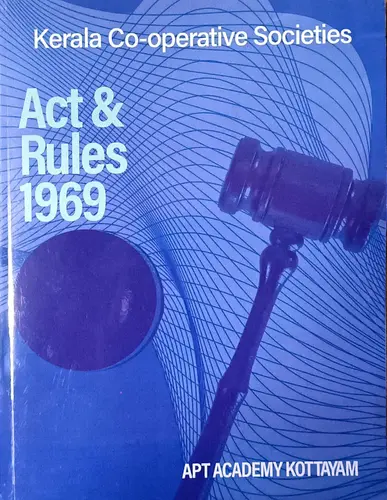 Kerala Co-operative Societies
Act &
Rules
1969
APT ACADEMY KOTTAYAM